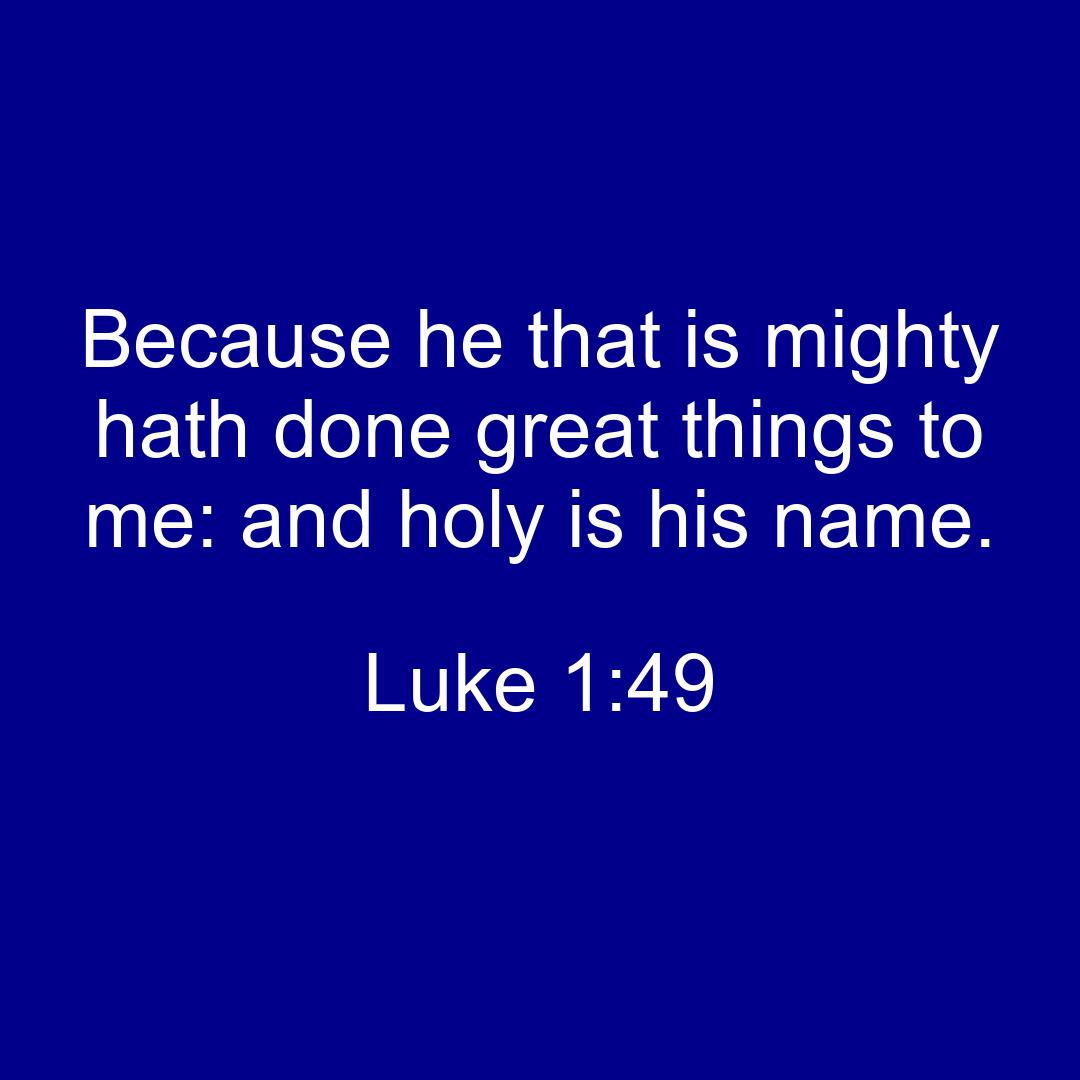 Because he that is mighty
hath done great things to
me: and holy is his name.
Luke 1:49